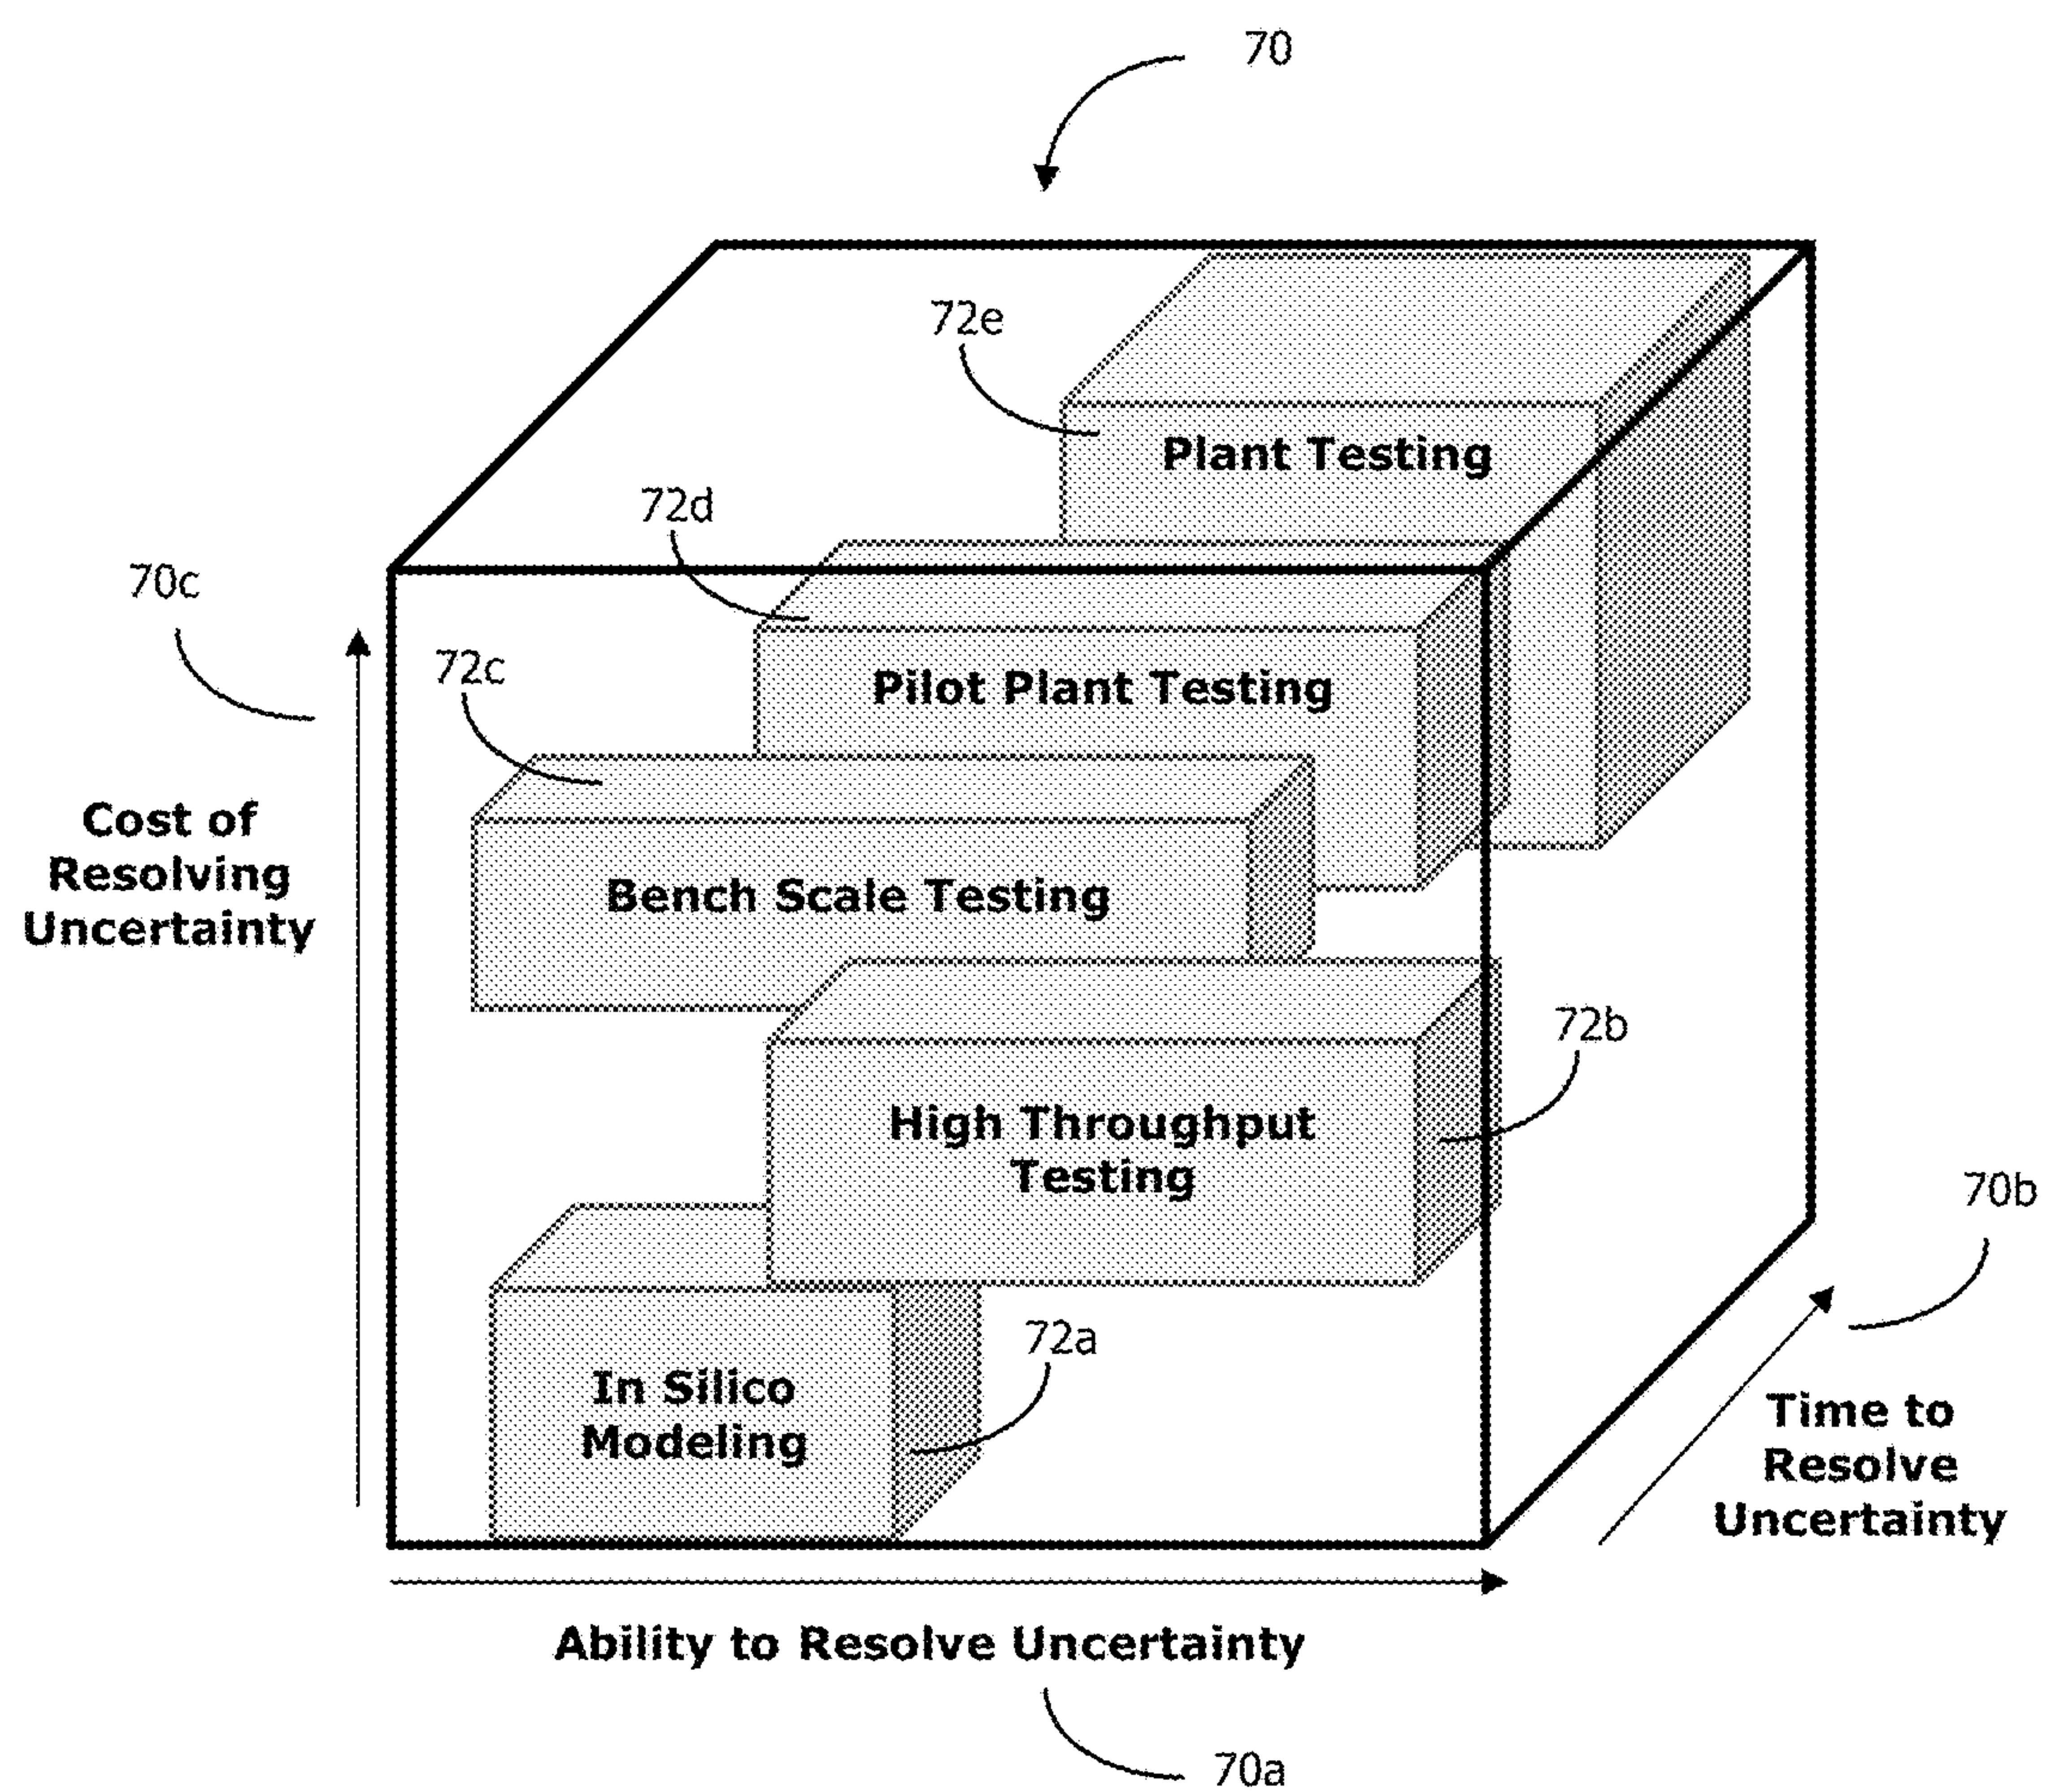 70
72e
Plant Testing
72d
70c
Pilot Plant Testing
72c
Cost of
Resolving
Uncertainty
Bench Scale Testing
72b
High Throughput
Testing
70b
72a
In Silico
Modeling
Time to
Resolve
Uncertainty
Ability to Resolve Uncertainty
70a